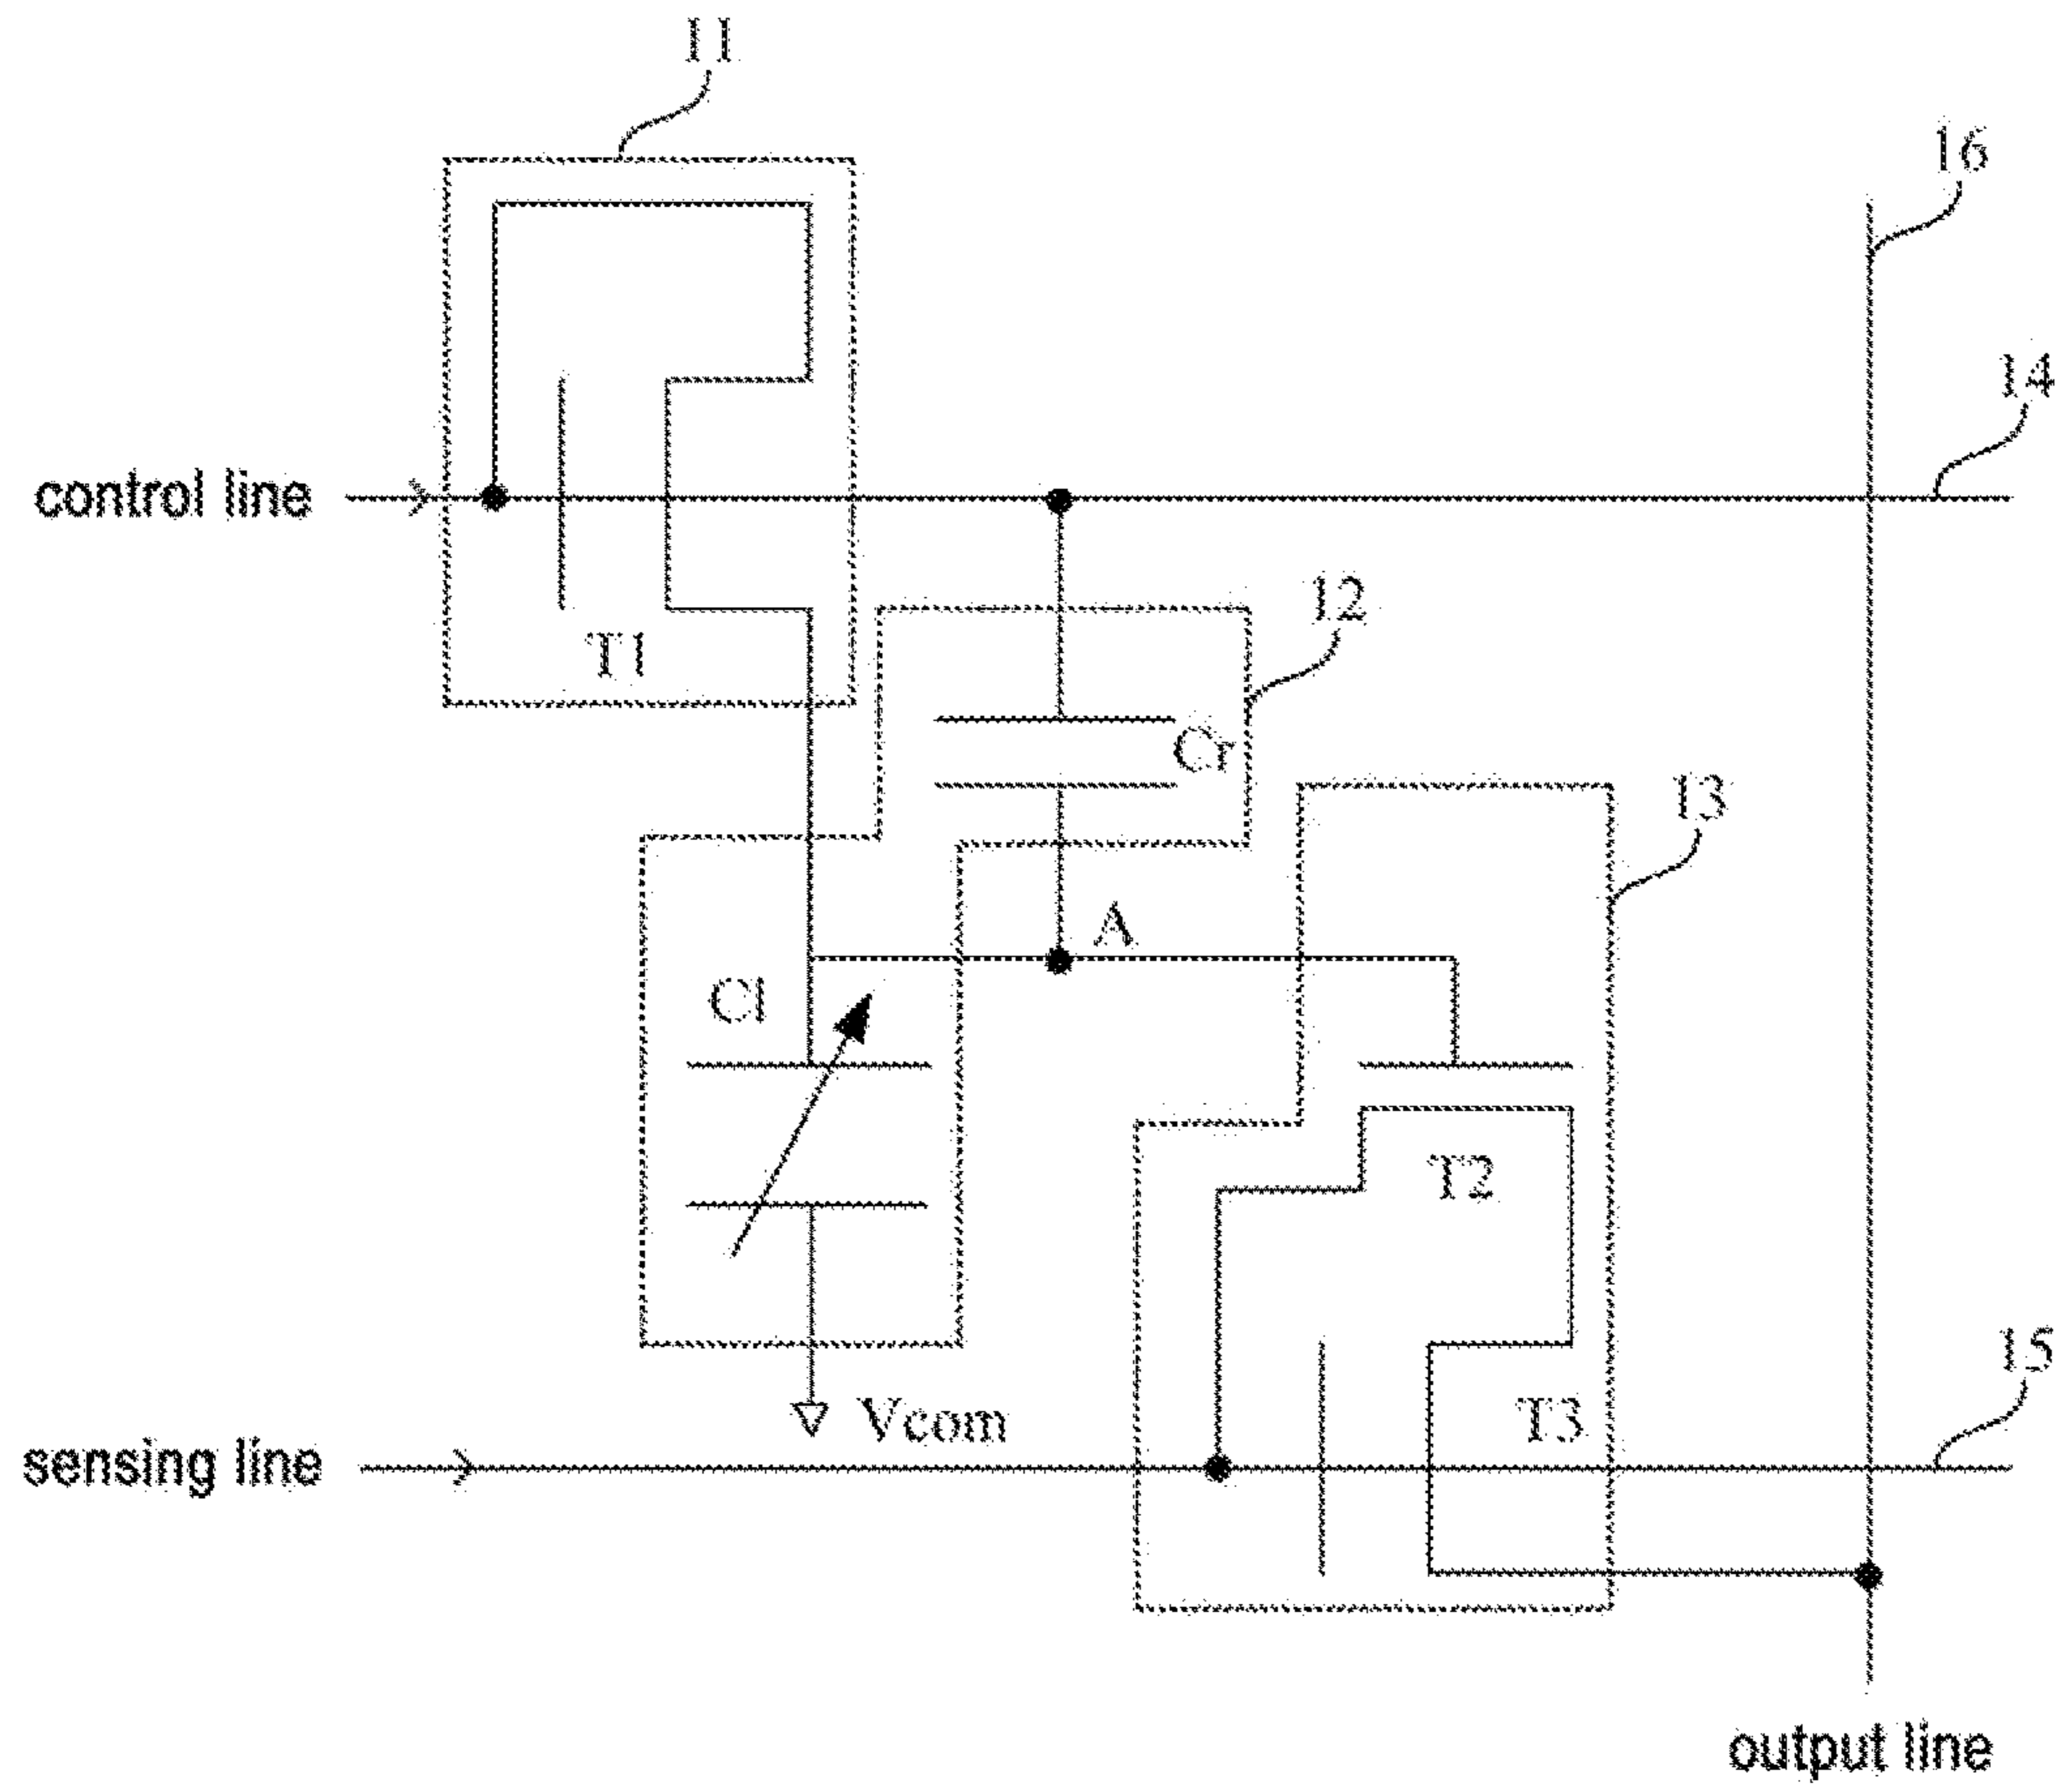 11
16
14
control line
12
T1
Cr
13
A
Cl
T2
15
T3
Vcom
sensing line
output line